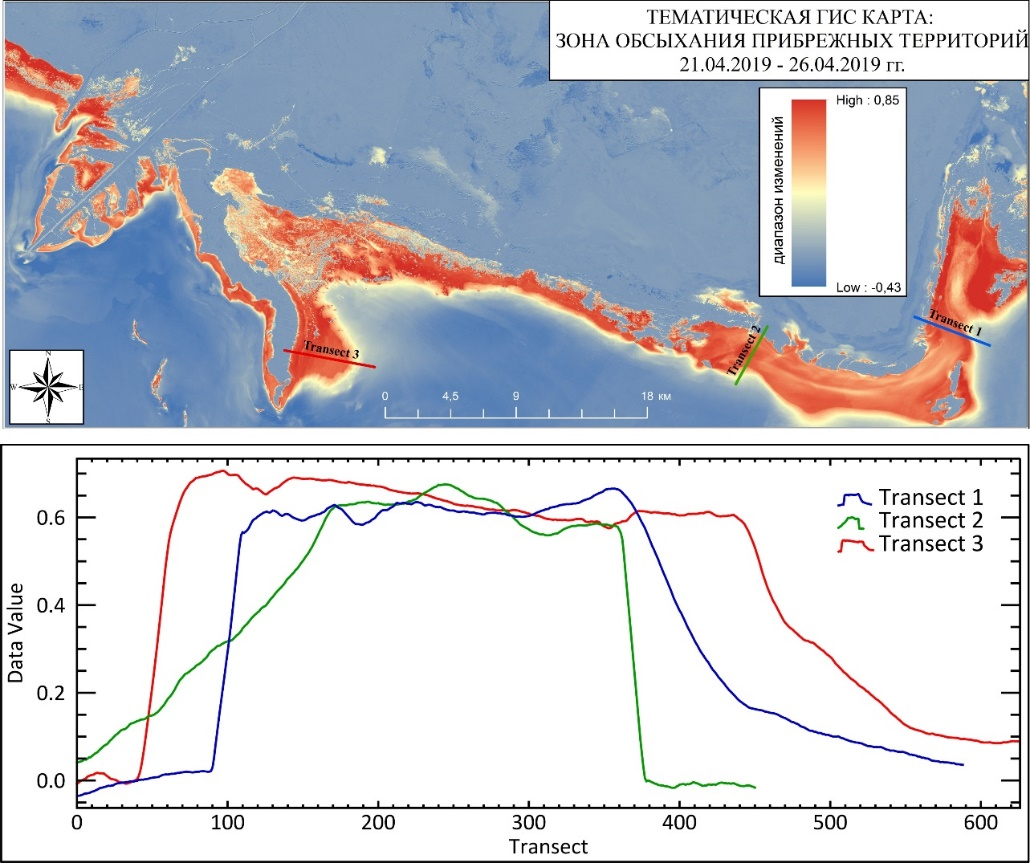 ТЕМАТИЧЕСКАЯ ГИС КАРТА:
ЗОНА ОБСЫХАНИЯ ПРИБРЕЖНЫХ ТЕРРИТОРИЙ
21.04.2019 - 26.04.2019 гг.
High : 0,85
диапазон изменений
Low : -0,43
Transect 1
Transect 2
Transect 3
N
W E
S
0 4,5 9 18 км
Transect 1
Transect 2
Transect 3
Data Value
0.6
0.4
0.2
0.0
0 100 200 300 400 500 600
Transect